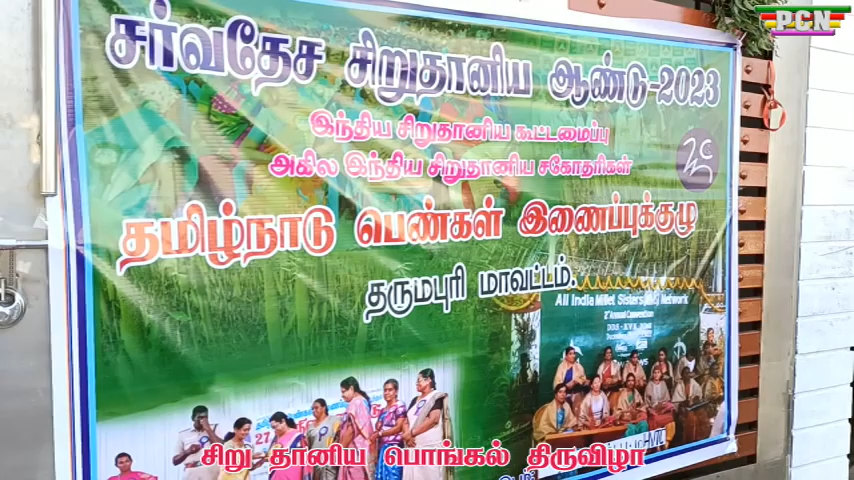 PGN
சர்வதேச சிறுதானிய ஆண்டு-2023
இந்திய சிறுதானிய கூட்டமைப்பு
அகில இந்திய சிறுதானிய சகோதரிகள்
தமிழ்நாடு பெண்கள் இணைப்புக்குழு
தருமபுரி மாவட்டம்.
All India Millet Sisters Network
2nd Annual Convention
சிறு தானிய பொங்கல் திருவிழா